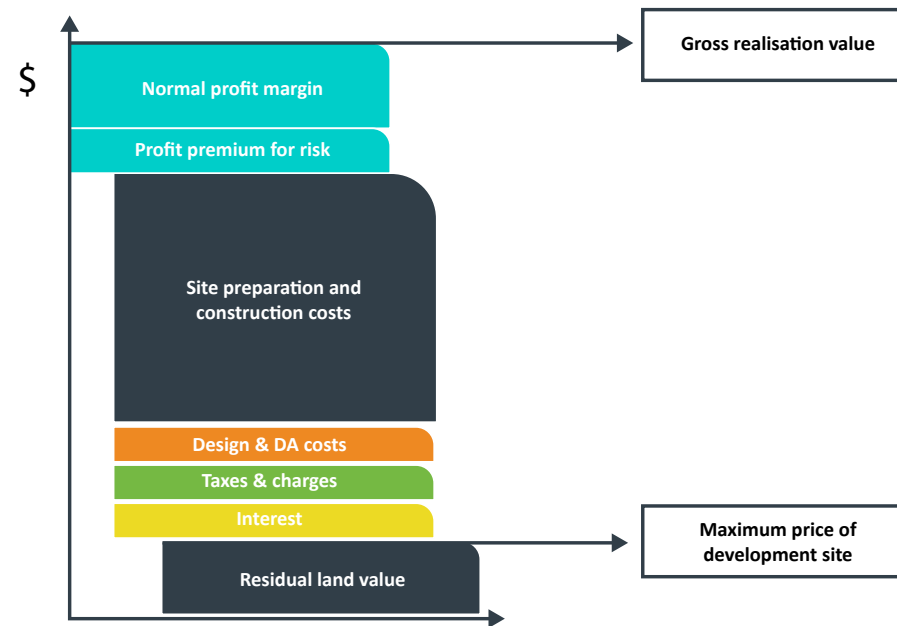 Gross realisation value
$
Normal profit margin
Profit premium for risk
Site preparation and
construction costs
Design & DA costs
Taxes & charges
Interest
Maximum price of
development site
Residual land value